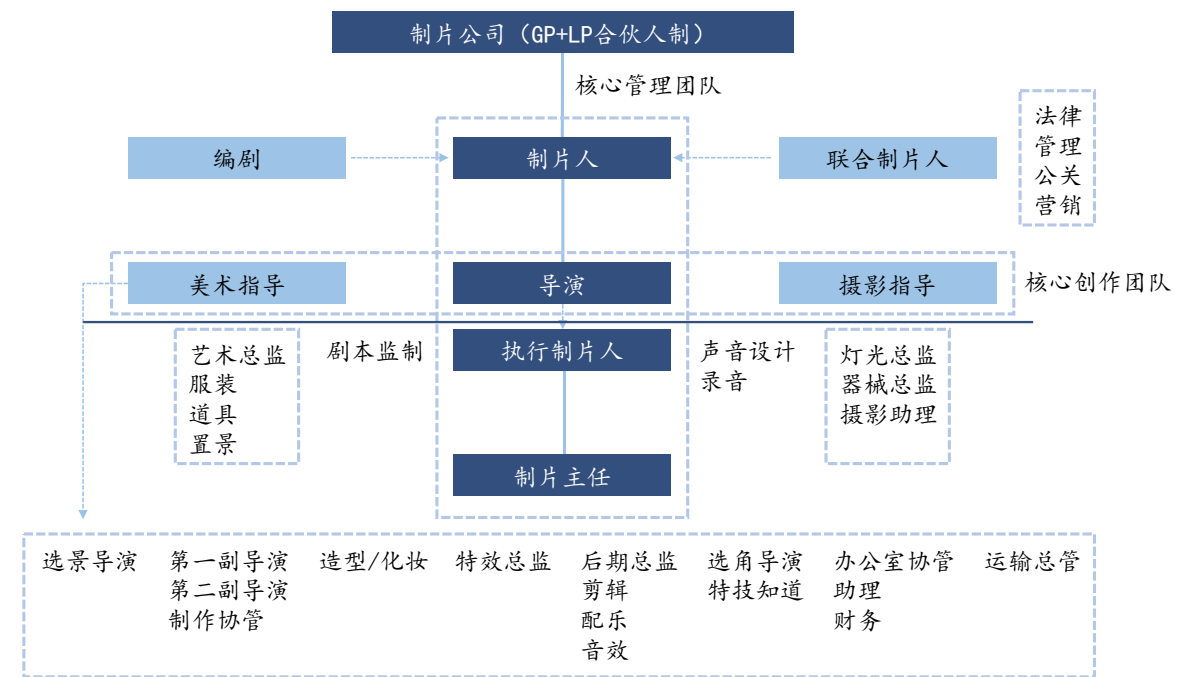 制片公司（GP+LP合伙人制）
核心管理团队
法律
管理
公关
营销
编剧
制片人
联合制片人
美术指导
导演
摄影指导
核心创作团队
艺术总监
服装
道具
置景
剧本监制
执行制片人
声音设计
录音
灯光总监
器械总监
摄影助理
制片主任
选景导演
第一副导演
第二副导演
制作协管
造型/化妆
特效总监
后期总监
剪辑
配乐
音效
选角导演
特技知道
办公室协管
助理
财务
运输总管